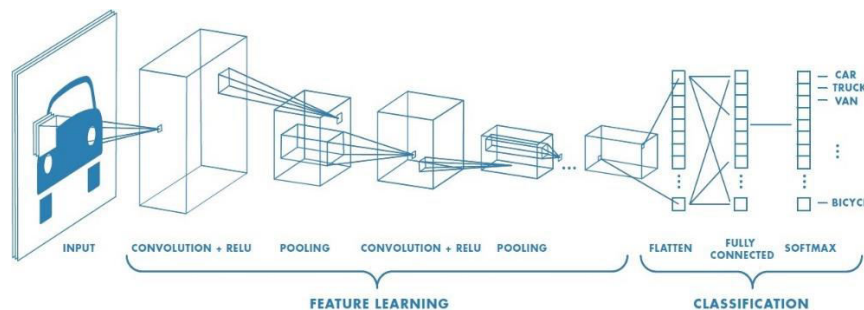 CAR
TRUCK
VAN
BICYCLE
INPUT CONVOLUTION + RELU POOLING CONVOLUTION + RELU POOLING FLATTEN FULLY CONNECTED SOFTMAX
FEATURE LEARNING CLASSIFICATION